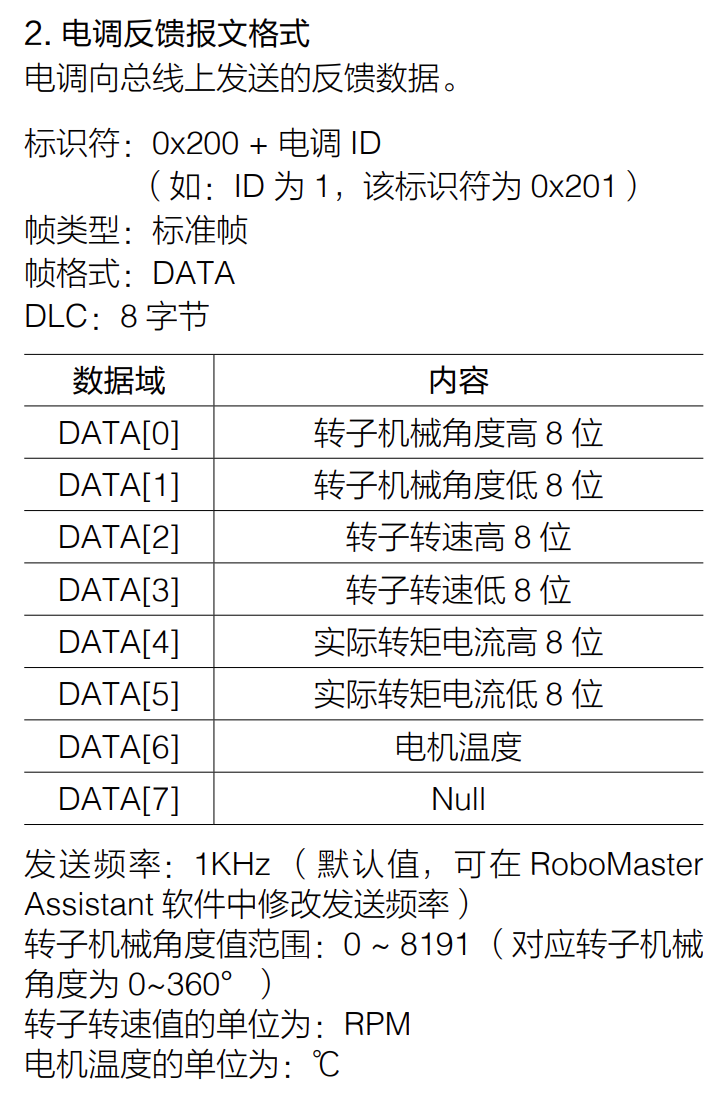 2. 电调反馈报文格式
电调向总线上发送的反馈数据。
标识符：0x200 + 电调 ID
（如：ID 为 1，该标识符为 0x201）
帧类型：标准帧
帧格式：DATA
DLC：8 字节
数据域 内容
DATA[0] 转子机械角度高 8 位
DATA[1] 转子机械角度低 8 位
DATA[2] 转子转速高 8 位
DATA[3] 转子转速低 8 位
DATA[4] 实际转矩电流高 8 位
DATA[5] 实际转矩电流低 8 位
DATA[6] 电机温度
DATA[7] Null
发送频率：1KHz（默认值，可在 RoboMaster
Assistant 软件中修改发送频率）
转子机械角度值范围：0 ~ 8191（对应转子机械
角度为 0~360°）
转子转速值的单位为：RPM
电机温度的单位为：℃